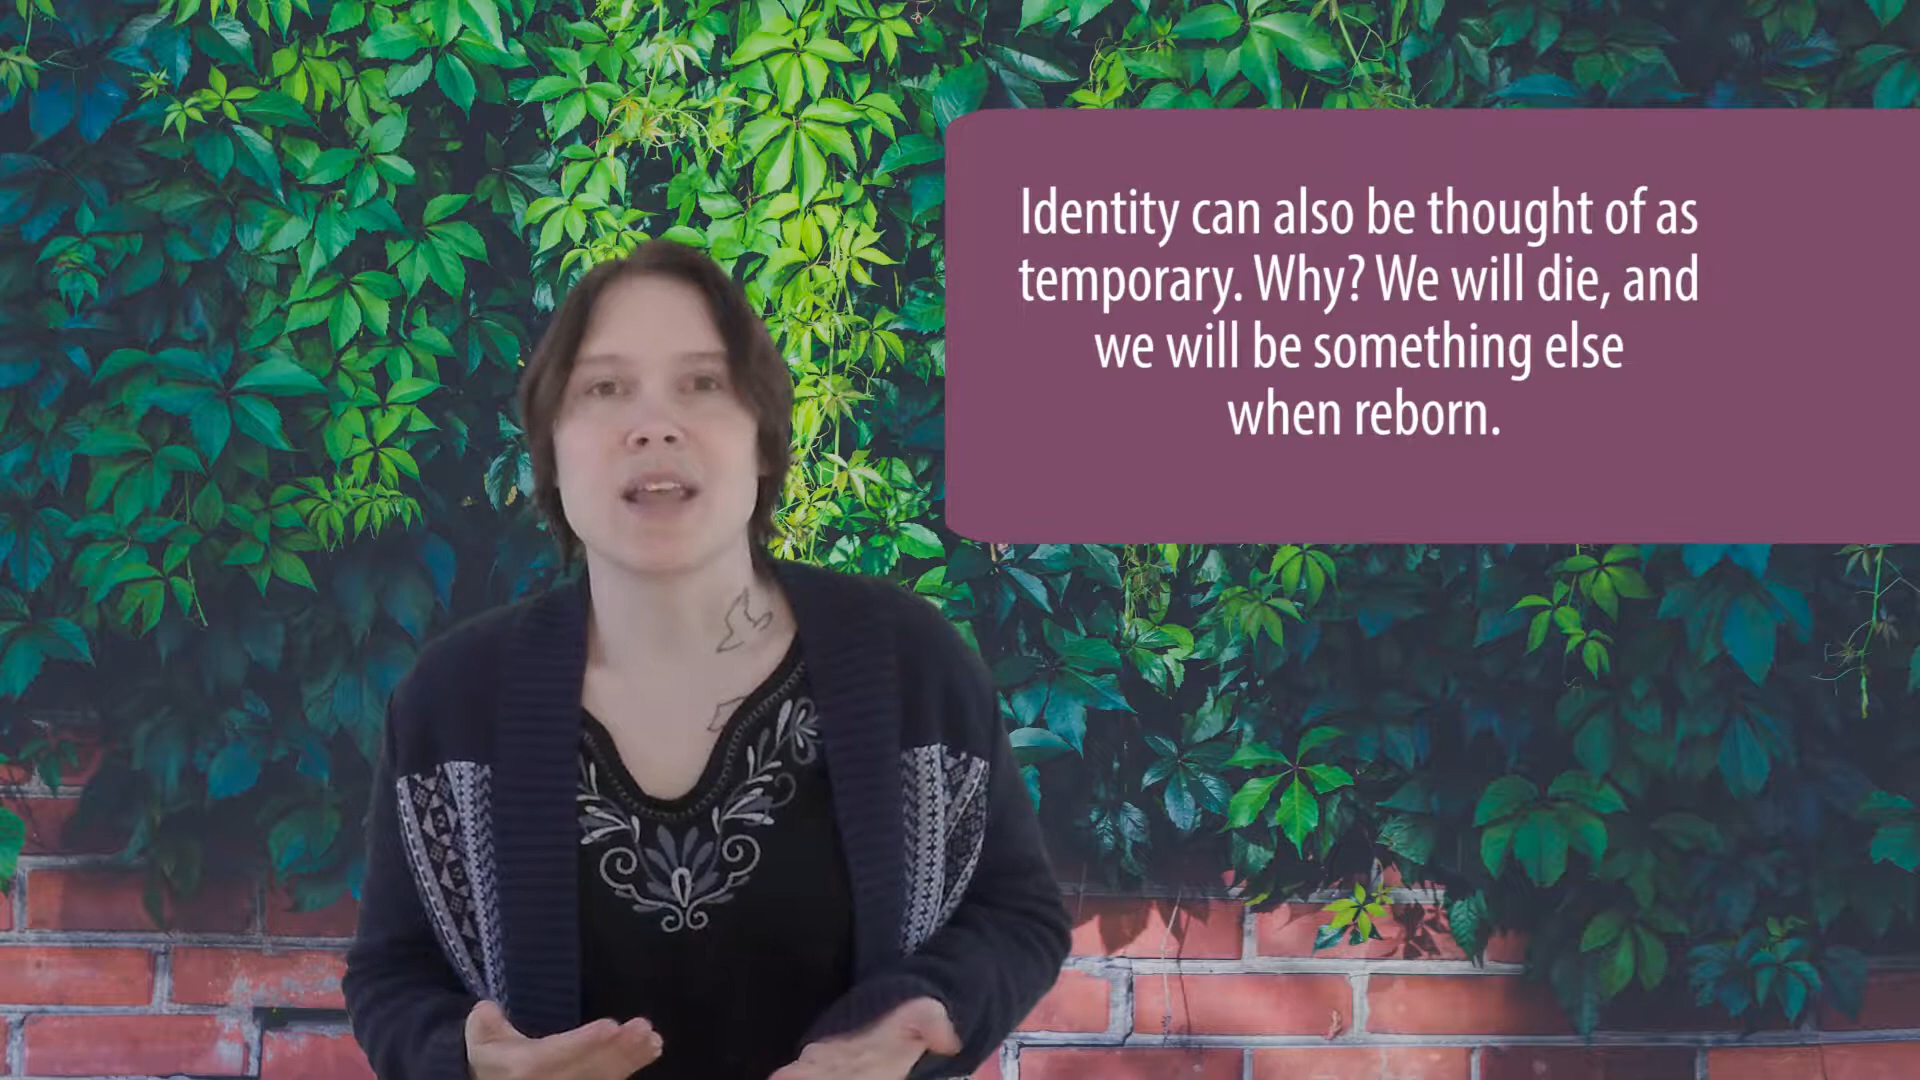 Identity can also be thought of as
temporary. Why? We will die, and
we will be something else
when reborn.